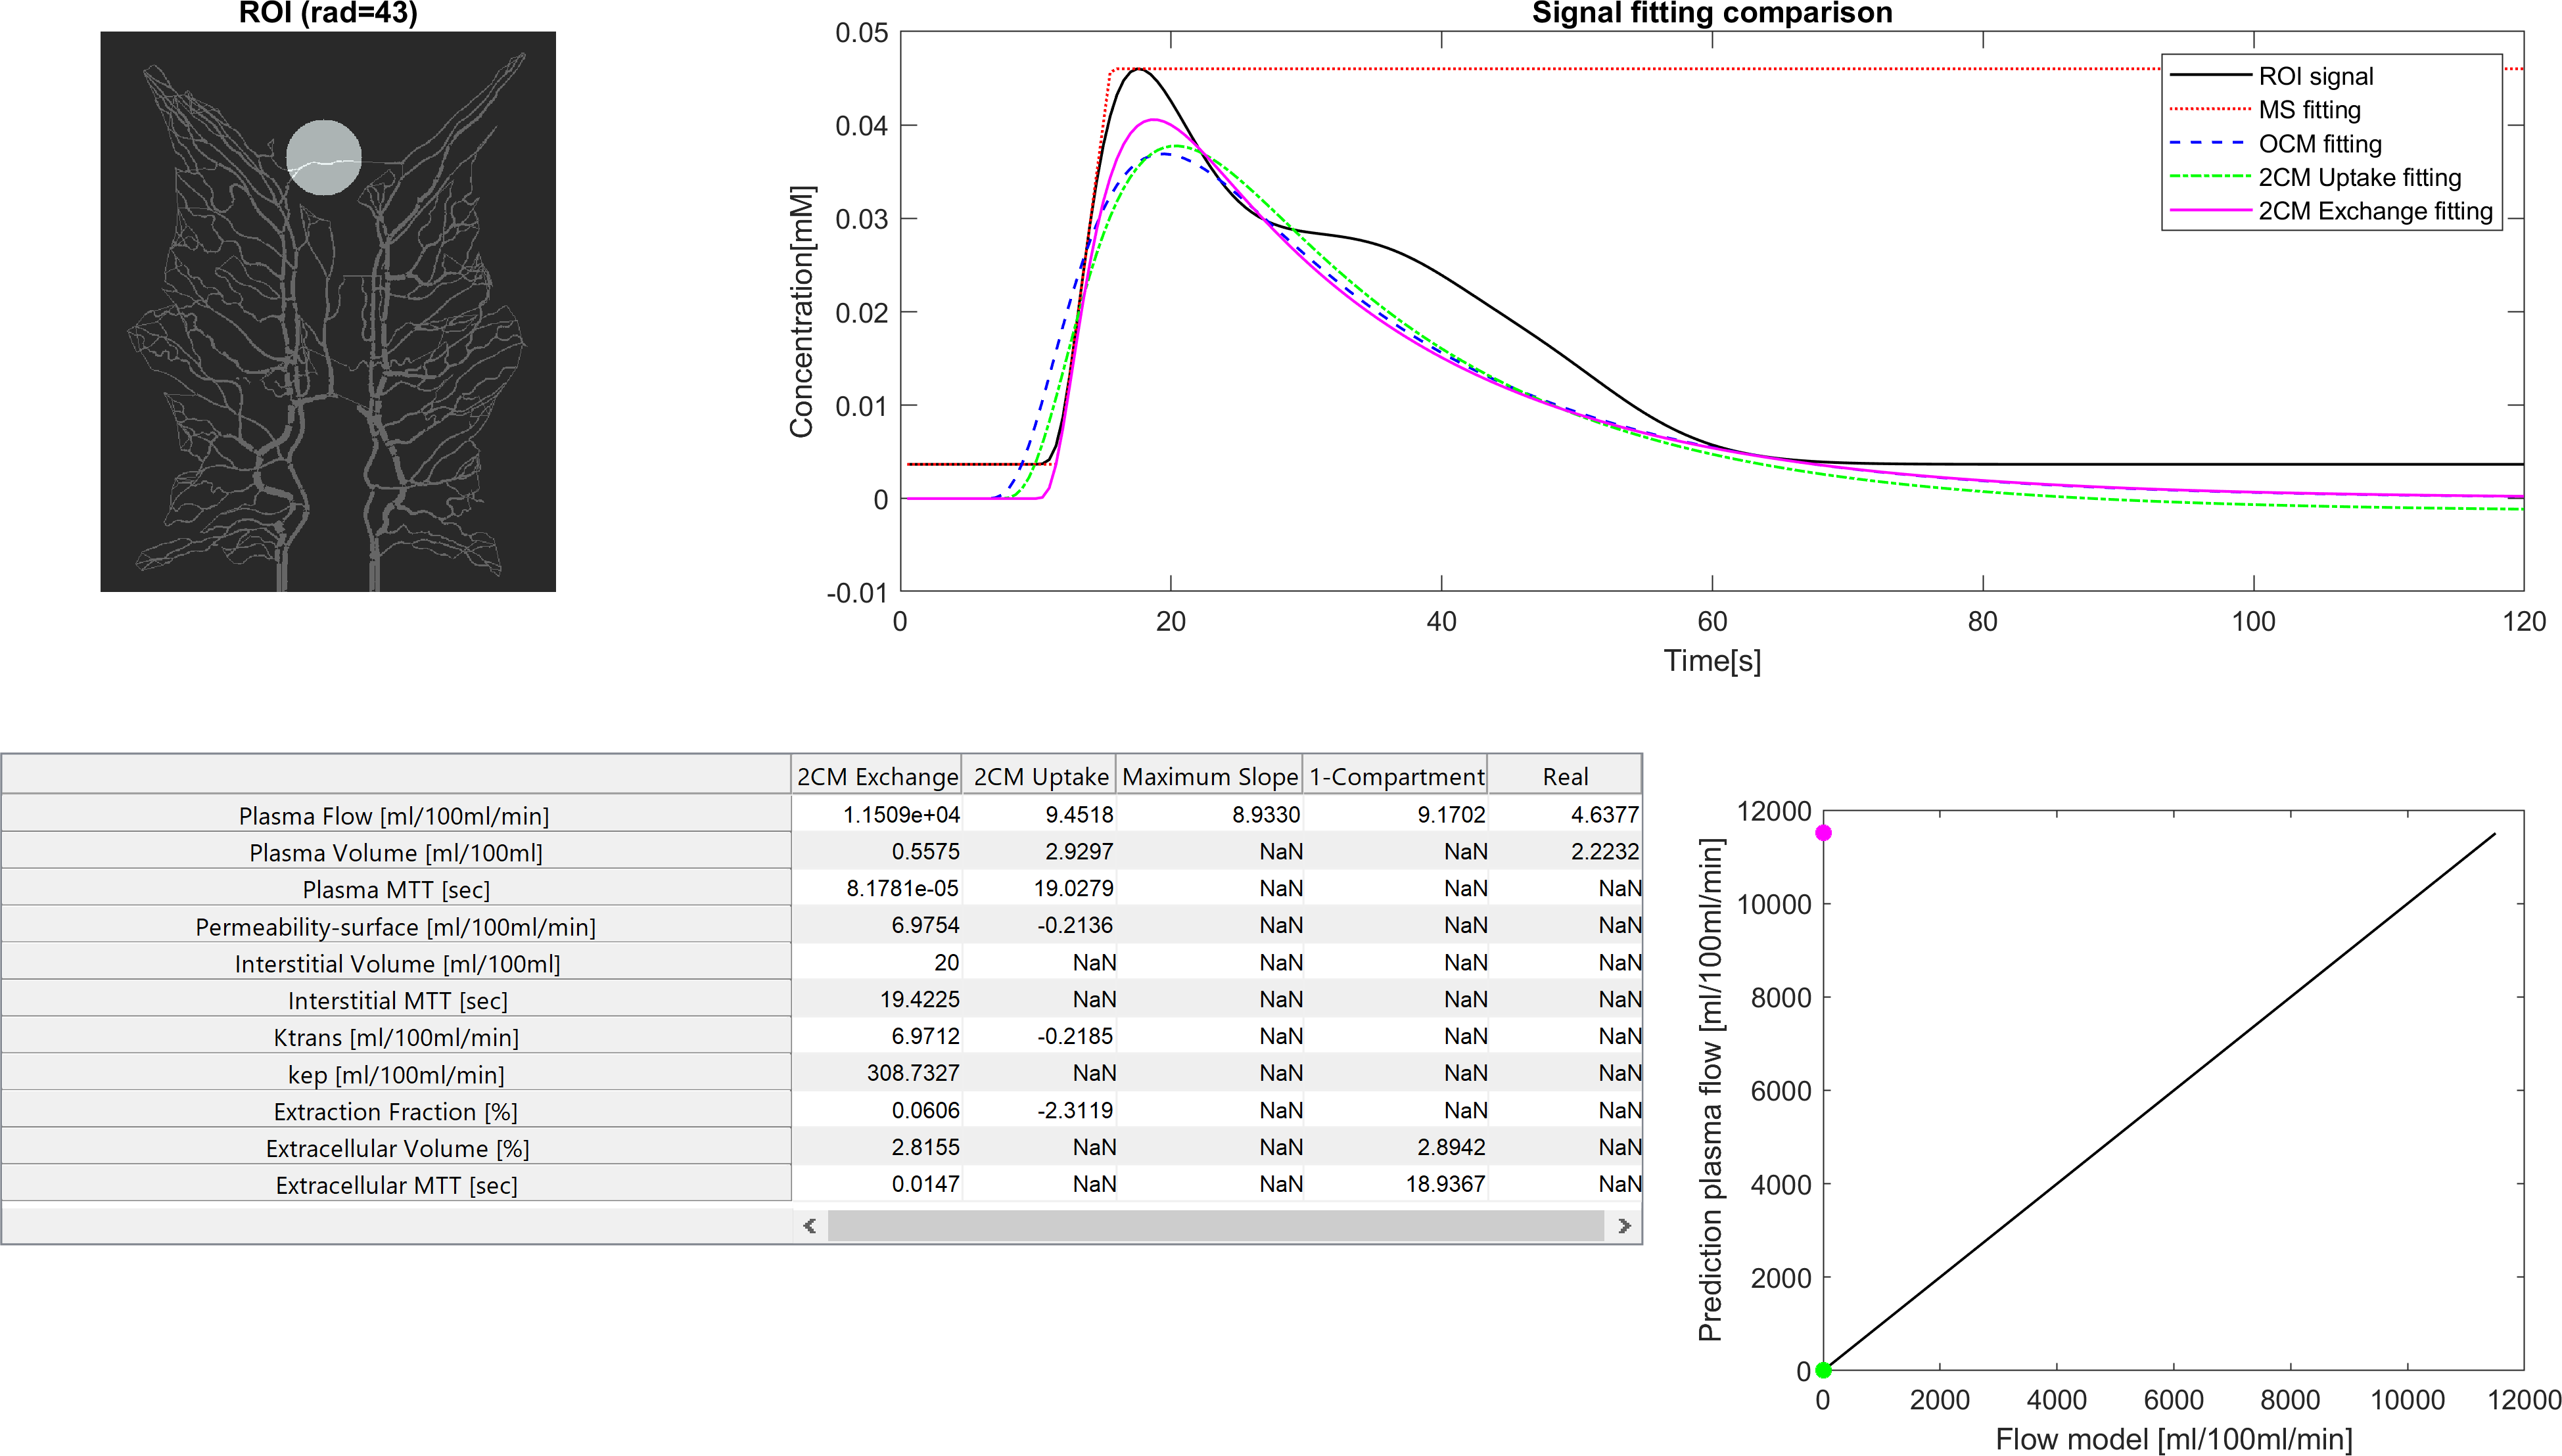 ROI (rad=43)
Signal fitting comparison
0.05
0.04
0.03
0.02
0.01
0
-0.01
Concentration[mM]
0 20 40 60 80 100 120
Time[s]
ROI signal
MS fitting
OCM fitting
2CM Uptake fitting
2CM Exchange fitting
2CM Exchange 2CM Uptake Maximum Slope 1-Compartment Real
Plasma Flow [ml/100ml/min] 1.1509e+04 9.4518 8.9330 9.1702 4.6377
Plasma Volume [ml/100ml] 0.5575 2.9297 NaN NaN 2.2232
Plasma MTT [sec] 8.1781e-05 19.0279 NaN NaN NaN
Permeability-surface [ml/100ml/min] 6.9754 -0.2136 NaN NaN NaN
Interstitial Volume [ml/100ml] 20 NaN NaN NaN NaN
Interstitial MTT [sec] 19.4225 NaN NaN NaN NaN
Ktrans [ml/100ml/min] 6.9712 -0.2185 NaN NaN NaN
kep [ml/100ml/min] 308.7327 NaN NaN NaN NaN
Extraction Fraction [%] 0.0606 -2.3119 NaN NaN NaN
Extracellular Volume [%] 2.8155 NaN NaN 2.8942 NaN
Extracellular MTT [sec] 0.0147 NaN NaN 18.9367 NaN
12000
10000
8000
6000
4000
2000
0
Prediction plasma flow [ml/100ml/min]
0 2000 4000 6000 8000 10000 12000
Flow model [ml/100ml/min]